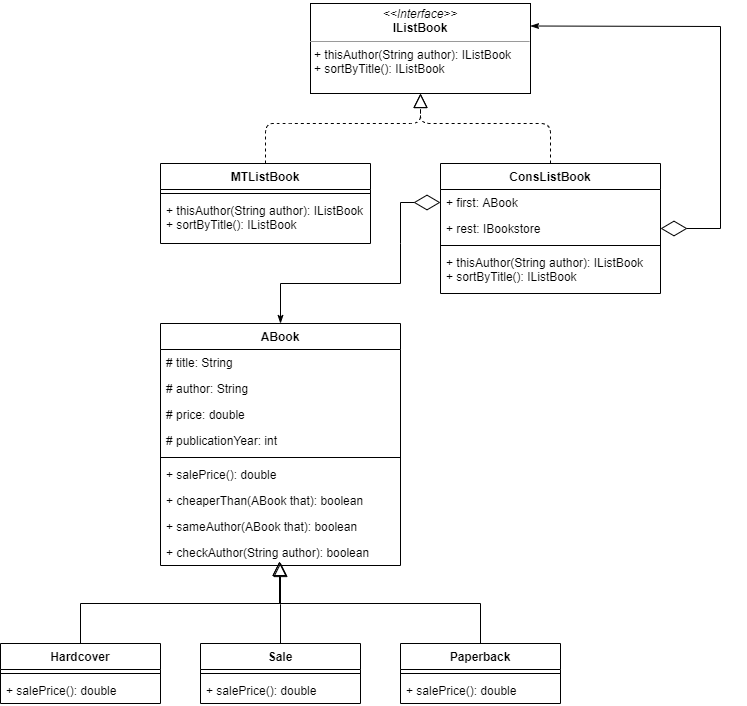 <<Interface>>
IListBook
+ thisAuthor(String author): IListBook
+ sortByTitle(): IListBook
MTListBook
+ thisAuthor(String author): IListBook
+ sortByTitle(): IListBook
ConsListBook
+ first: ABook
+ rest: IBookstore
+ thisAuthor(String author): IListBook
+ sortByTitle(): IListBook
ABook
# title: String
# author: String
# price: double
# publicationYear: int
+ salePrice(): double
+ cheaperThan(ABook that): boolean
+ sameAuthor(ABook that): boolean
+ checkAuthor(String author): boolean
Hardcover
+ salePrice(): double
Sale
+ salePrice(): double
Paperback
+ salePrice(): double